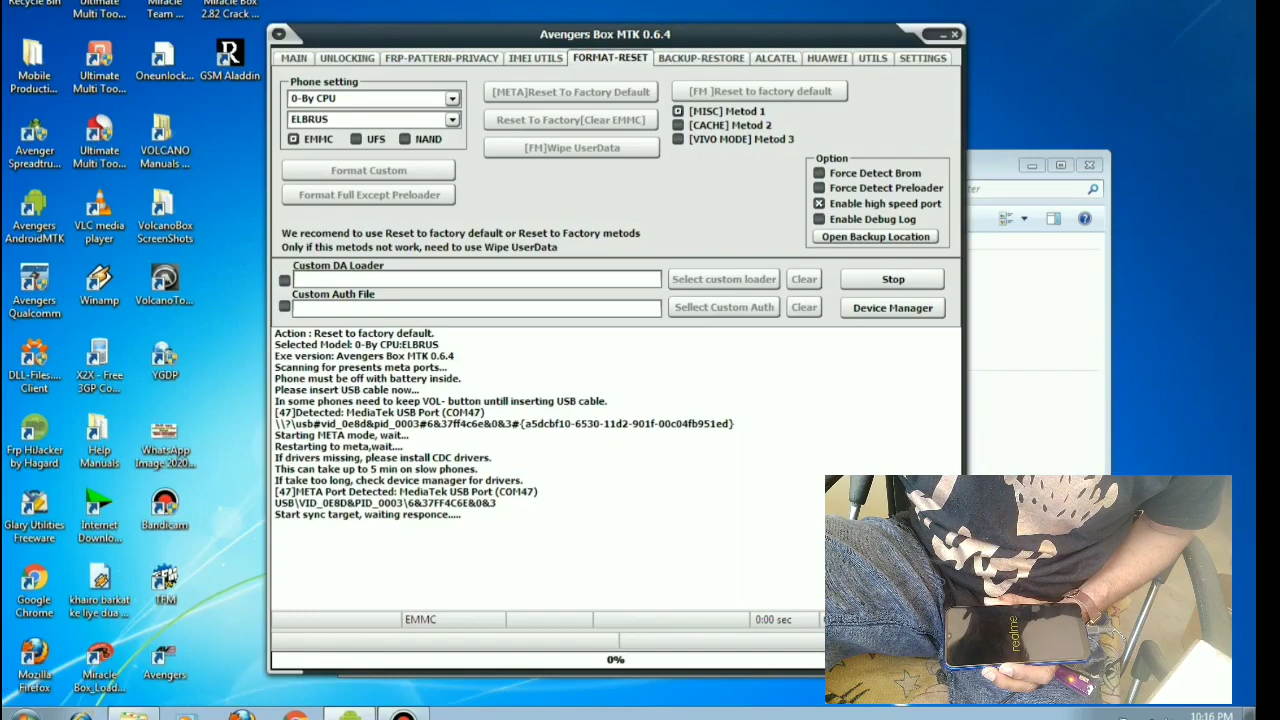 Recycle Bin
Ultimate
Multi Too...
Miracle
Team ...
Miracle Box
2.82 Crack ...
Mobile
Producti...
Ultimate
Multi Too...
Oneunlock...
GSM Aladdin
Avenger
Spreadtru...
Ultimate
Multi Too...
VOLCANO
Manuals ...
Avengers
AndroidMTK
VLC media
player
VolcanoBox
ScreenShots
Avengers
Qualcomm
Winamp
VolcanoTo...
DLL-Files....
Client
X2X - Free
3GP Co...
YGDP
Frp HiJacker
by Hagard
Help
Manuals
WhatsApp
Image 2020...
Glary Utilities
Freeware
Internet
Downlo...
Bandicam
Google
Chrome
khairo barkat
ke liye dua ...
TFM
Mozilla
Firefox
Miracle
Box_Load...
Avengers
Avengers Box MTK 0.6.4
MAIN UNLOCKING FRP-PATTERN-PRIVACY IMEI UTILS FORMAT-RESET BACKUP-RESTORE ALCATEL HUAWEI UTILS SETTINGS
Phone setting
0-By CPU
ELBRUS
EMMC UFS NAND
Format Custom
Format Full Except Preloader
[META]Reset To Factory Default
Reset To Factory[Clear EMMC]
[FM]Wipe UserData
[FM ]Reset to factory default
[MISC] Metod 1
[CACHE] Metod 2
[VIVO MODE] Metod 3
Option
Force Detect Brom
Force Detect Preloader
Enable high speed port
Enable Debug Log
Open Backup Location
We recomend to use Reset to factory default or Reset to Factory metods
Only if this metods not work, need to use Wipe UserData
Custom DA Loader
Select custom loader Clear Stop
Custom Auth File
Sellect Custom Auth Clear Device Manager
Action : Reset to factory default.
Selected Model: 0-By CPU:ELBRUS
Exe version: Avengers Box MTK 0.6.4
Scanning for presents meta ports...
Phone must be off with battery inside.
Please insert USB cable now...
In some phones need to keep VOL- button untill inserting USB cable.
[47]Detected: MediaTek USB Port (COM47)
\\?\usb#vid_0e8d&pid_0003#6&37ff4c6e&0&3#{a5dcbf10-6530-11d2-901f-00c04fb951ed}
Starting META mode, wait...
Restarting to meta,wait....
If drivers missing, please install CDC drivers.
This can take up to 5 min on slow phones.
If take too long, check device manager for drivers.
[47]META Port Detected: MediaTek USB Port (COM47)
USB\VID_0E8D&PID_0003\6&37FF4C6E&0&3
Start sync target, waiting responce.....
EMMC 0:00 sec
0%
realme
10:16 PM